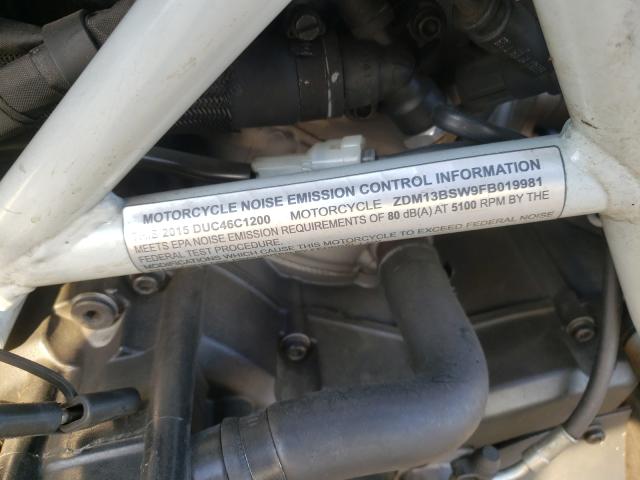 MOTORCYCLE NOISE EMISSION CONTROL INFORMATION
THIS 2015 DUC46C1200 MOTORCYCLE ZDM13BSW9FB019981
MEETS EPA NOISE EMISSION REQUIREMENTS OF 80 dB(A) AT 5100 RPM BY THE
FEDERAL TEST PROCEDURE.
MODIFICATIONS WHICH CAUSE THIS MOTORCYCLE TO EXCEED FEDERAL NOISE